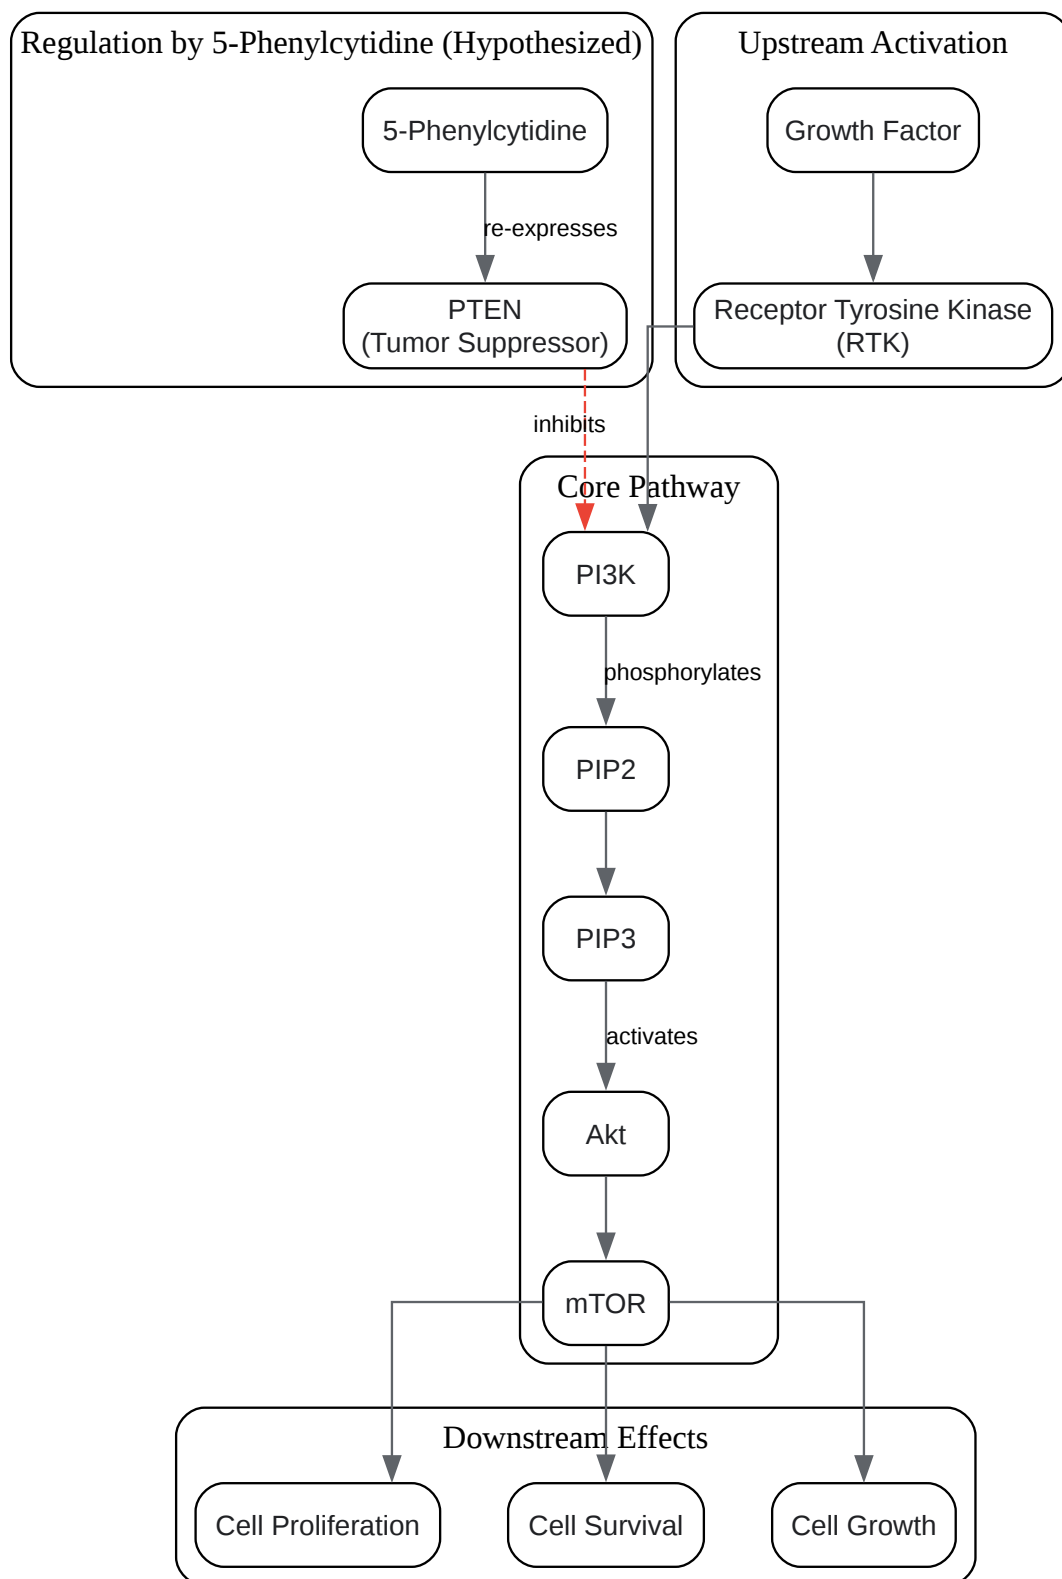 Regulation by 5-Phenylcytidine (Hypothesized)
5-Phenylcytidine
re-expresses
PTEN
(Tumor Suppressor)
Upstream Activation
Growth Factor
Receptor Tyrosine Kinase
(RTK)
inhibits
Core Pathway
PI3K
phosphorylates
PIP2
PIP3
activates
Akt
mTOR
Downstream Effects
Cell Proliferation
Cell Survival
Cell Growth